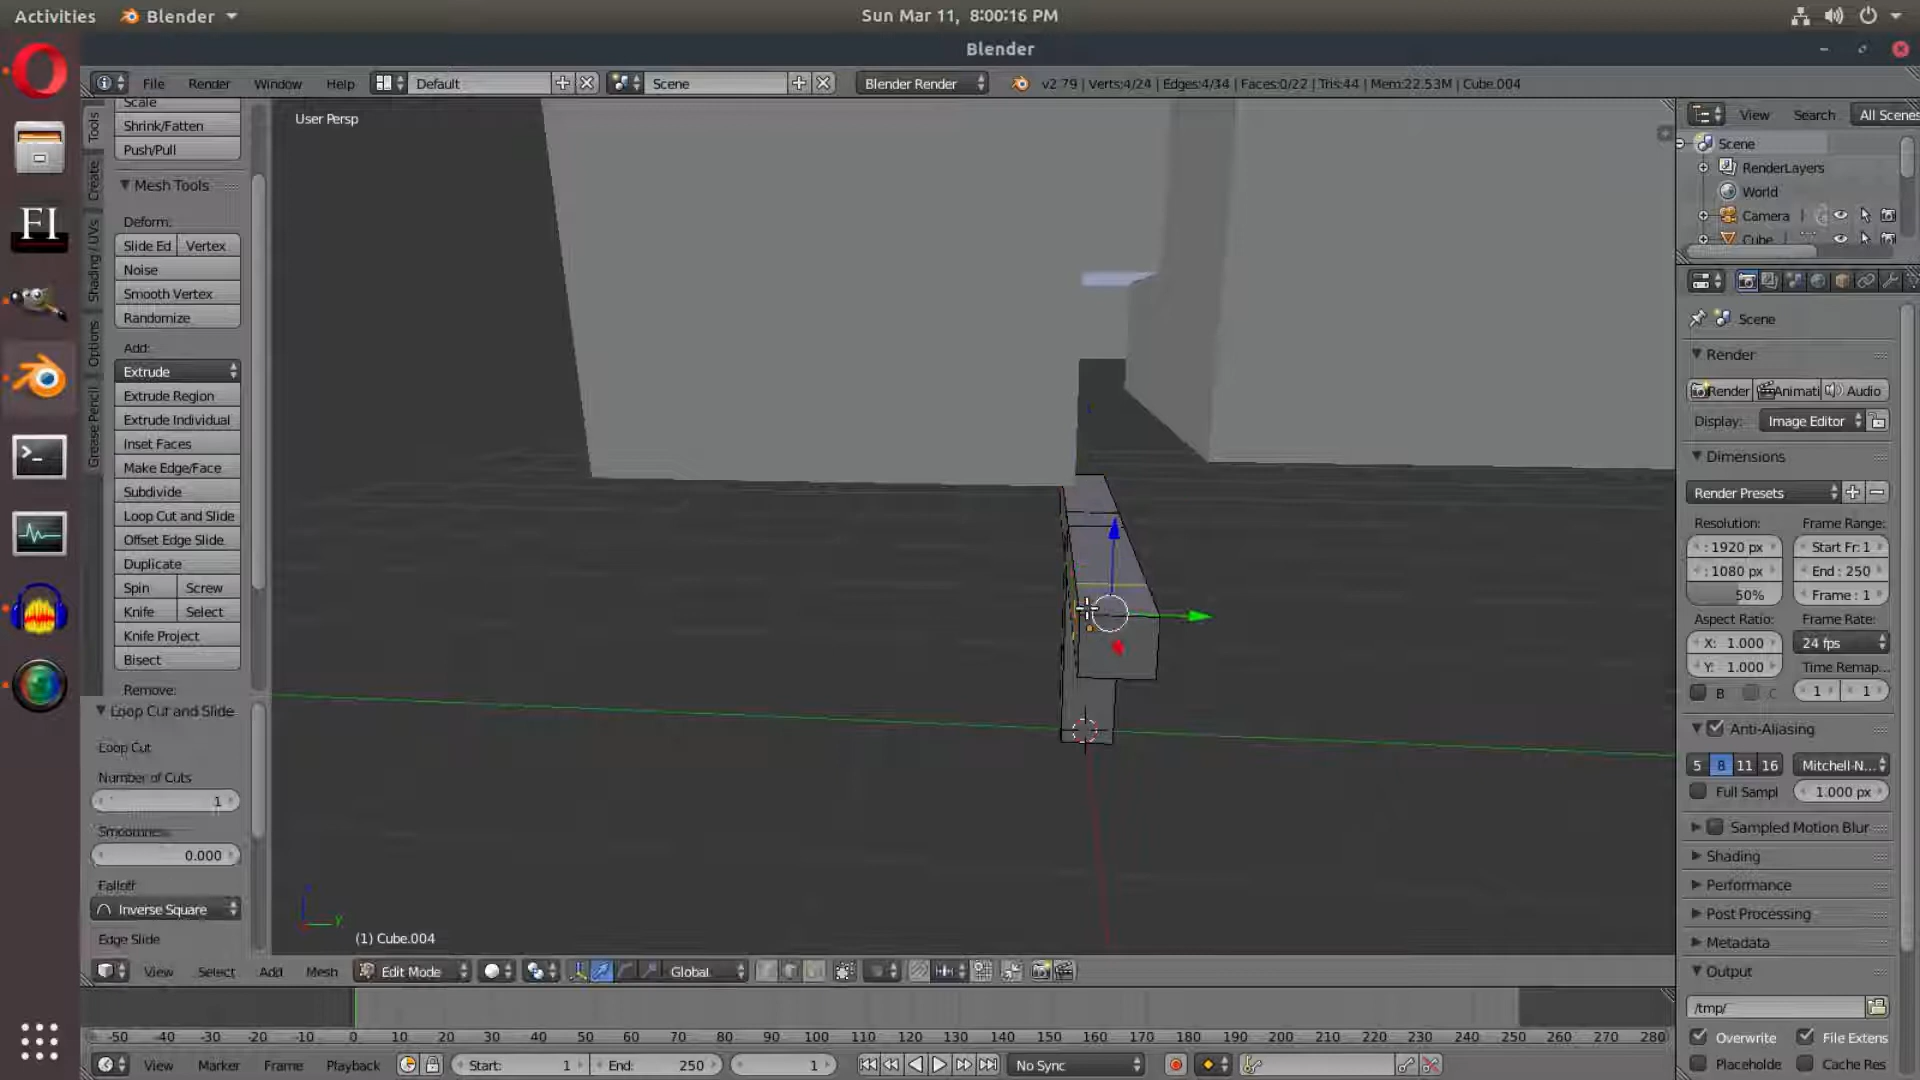 Activities Blender Sun Mar 11, 8:00:16 PM
Blender
File Render Window Help Default Scene Blender Render v2.79 | Verts:4/24 | Edges:4/34 | Faces:0/22 | Tris:44 | Mem:22.53M | Cube.004
User Persp
Scale
Shrink/Fatten
Push/Pull
Mesh Tools
Deform:
Slide Ed Vertex
Noise
Smooth Vertex
Randomize
Add:
Extrude
Extrude Region
Extrude Individual
Inset Faces
Make Edge/Face
Subdivide
Loop Cut and Slide
Offset Edge Slide
Duplicate
Spin Screw
Knife Select
Knife Project
Bisect
Remove:
Tools
Create
Shading / UVs
Options
Grease Pencil
Loop Cut and Slide
Loop Cut
Number of Cuts
1
Smoothness
0.000
Falloff
Inverse Square
Edge Slide
FI
y
(1) Cube.004
View Select Add Mesh Edit Mode Global
-50 -40 -30 -20 -10 0 10 20 30 40 50 60 70 80 90 100 110 120 130 140 150 160 170 180 190 200 210 220 230 240 250 260 270 280
View Marker Frame Playback Start: 1 End: 250 1 No Sync
View Search All Scenes
Scene
RenderLayers
World
Camera
Cube
Scene
Render
Render Animati Audio
Display: Image Editor
Dimensions
Render Presets
Resolution: Frame Range:
: 1920 px Start Fr: 1
: 1080 px End : 250
50% Frame : 1
Aspect Ratio: Frame Rate:
X: 1.000 24 fps
Y: 1.000 Time Remap...
B C 1 1
Anti-Aliasing
5 8 11 16 Mitchell-N...
Full Sampl 1.000 px
Sampled Motion Blur
Shading
Performance
Post Processing
Metadata
Output
/tmp/
Overwrite File Extens
Placeholde Cache Res